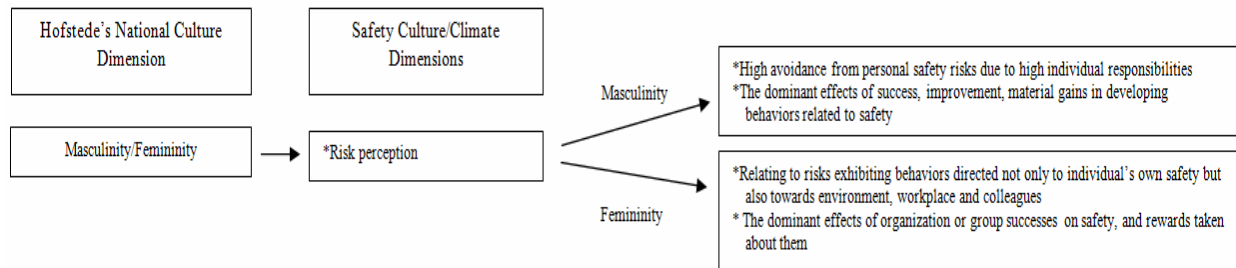 Hofstede's National Culture
Dimension
Safety Culture/Climate
Dimensions
Masculinity/Femininity
*Risk perception
Masculinity
Femininity
*High avoidance from personal safety risks due to high individual responsibilities
*The dominant effects of success, improvement, material gains in developing
behaviors related to safety
*Relating to risks exhibiting behaviors directed not only to individual's own safety but
also towards environment, workplace and colleagues
* The dominant effects of organization or group successes on safety, and rewards taken
about them